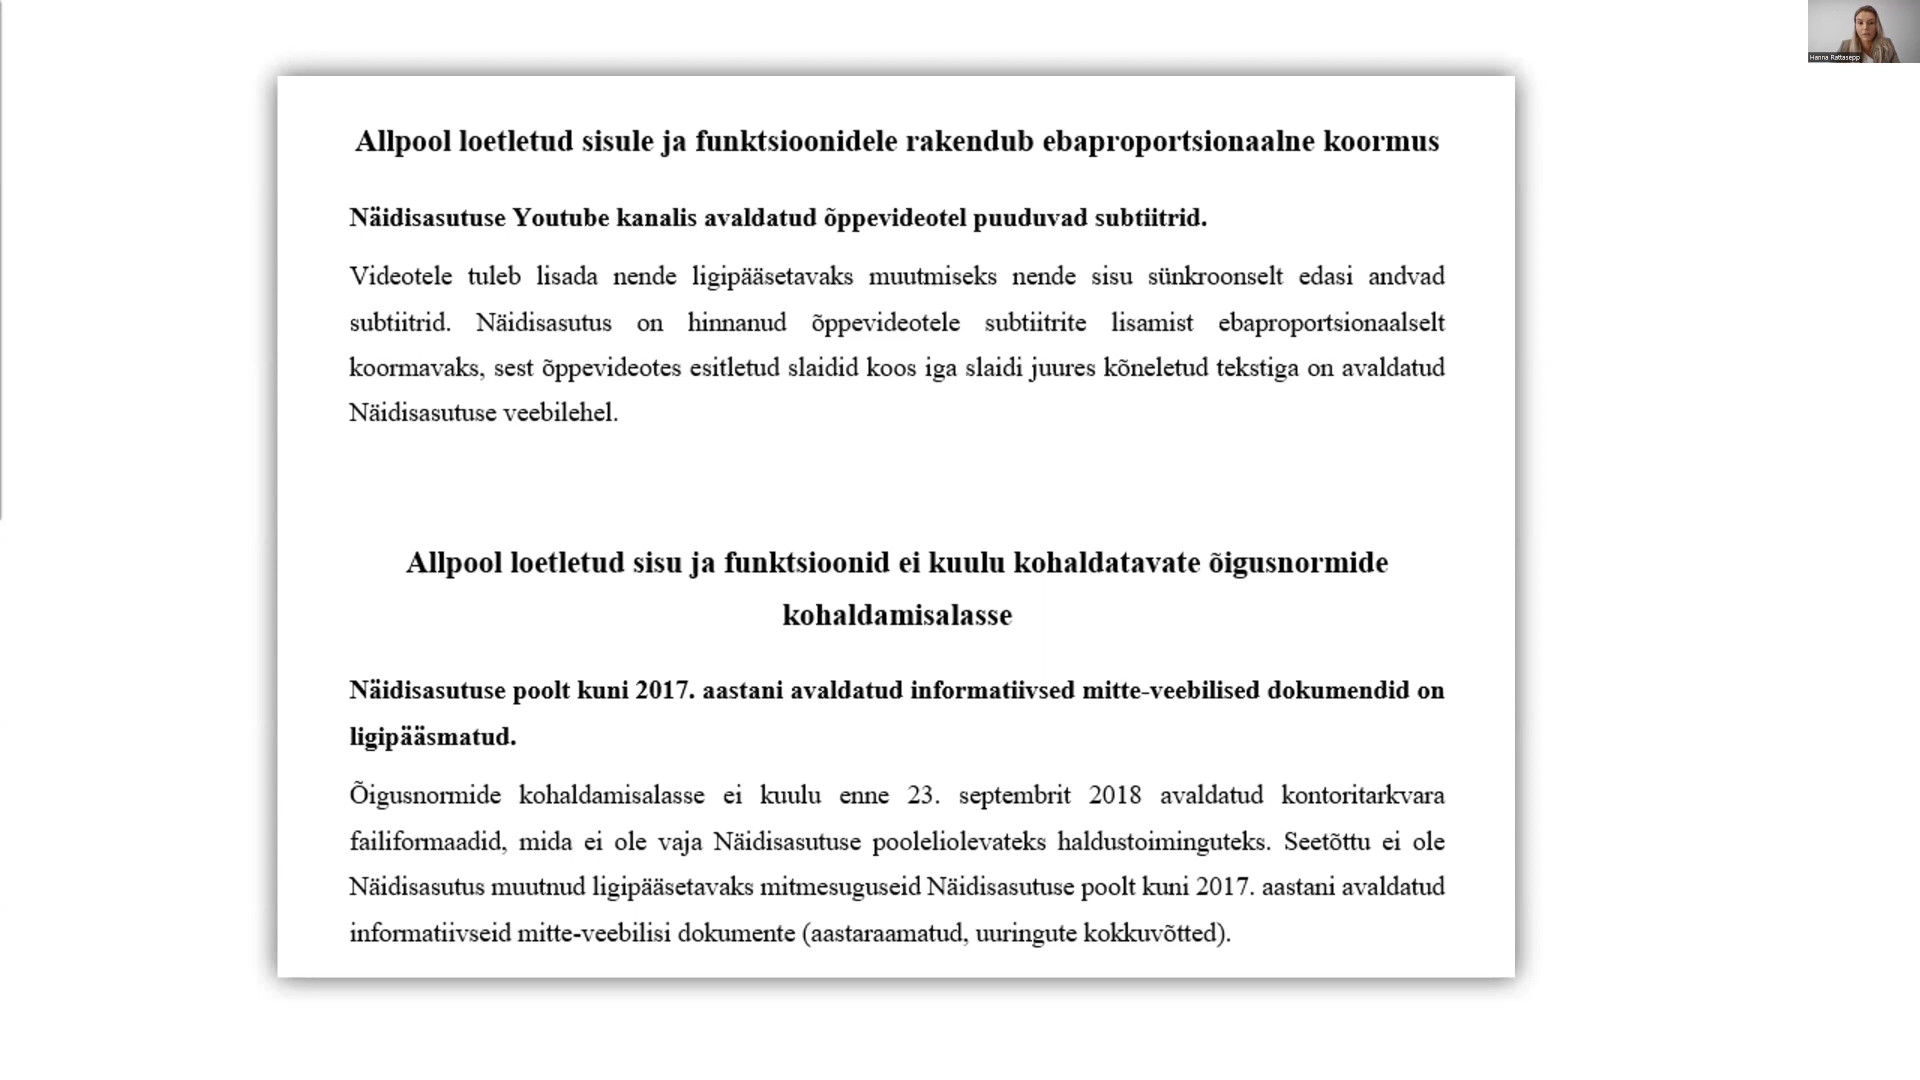 Hanna Rattasepp
Allpool loetletud sisule ja funktsioonidele rakendub ebaproportsionaalne koormus
Näidisasutuse Youtube kanalis avaldatud õppevideotel puuduvad subtiitrid.
Videotele tuleb lisada nende ligipääsetavaks muutmiseks nende sisu sünkroonselt edasi andvad
subtiitrid. Näidisasutus on hinnanud õppevideotele subtiitrite lisamist ebaproportsionaalselt
koormavaks, sest õppevideotes esitletud slaidid koos iga slaidi juures kõneletud tekstiga on avaldatud
Näidisasutuse veebilehel.
Allpool loetletud sisu ja funktsioonid ei kuulu kohaldatavate õigusnormide
kohaldamisalasse
Näidisasutuse poolt kuni 2017. aastani avaldatud informatiivsed mitte-veebilised dokumendid on
ligipääsmatud.
Õigusnormide kohaldamisalasse ei kuulu enne 23. septembrit 2018 avaldatud kontoritarkvara
failiformaadid, mida ei ole vaja Näidisasutuse pooleliolevateks haldustoiminguteks. Seetõttu ei ole
Näidisasutus muutnud ligipääsetavaks mitmesuguseid Näidisasutuse poolt kuni 2017. aastani avaldatud
informatiivseid mitte-veebilisi dokumente (aastaraamatud, uuringute kokkuvõtted).